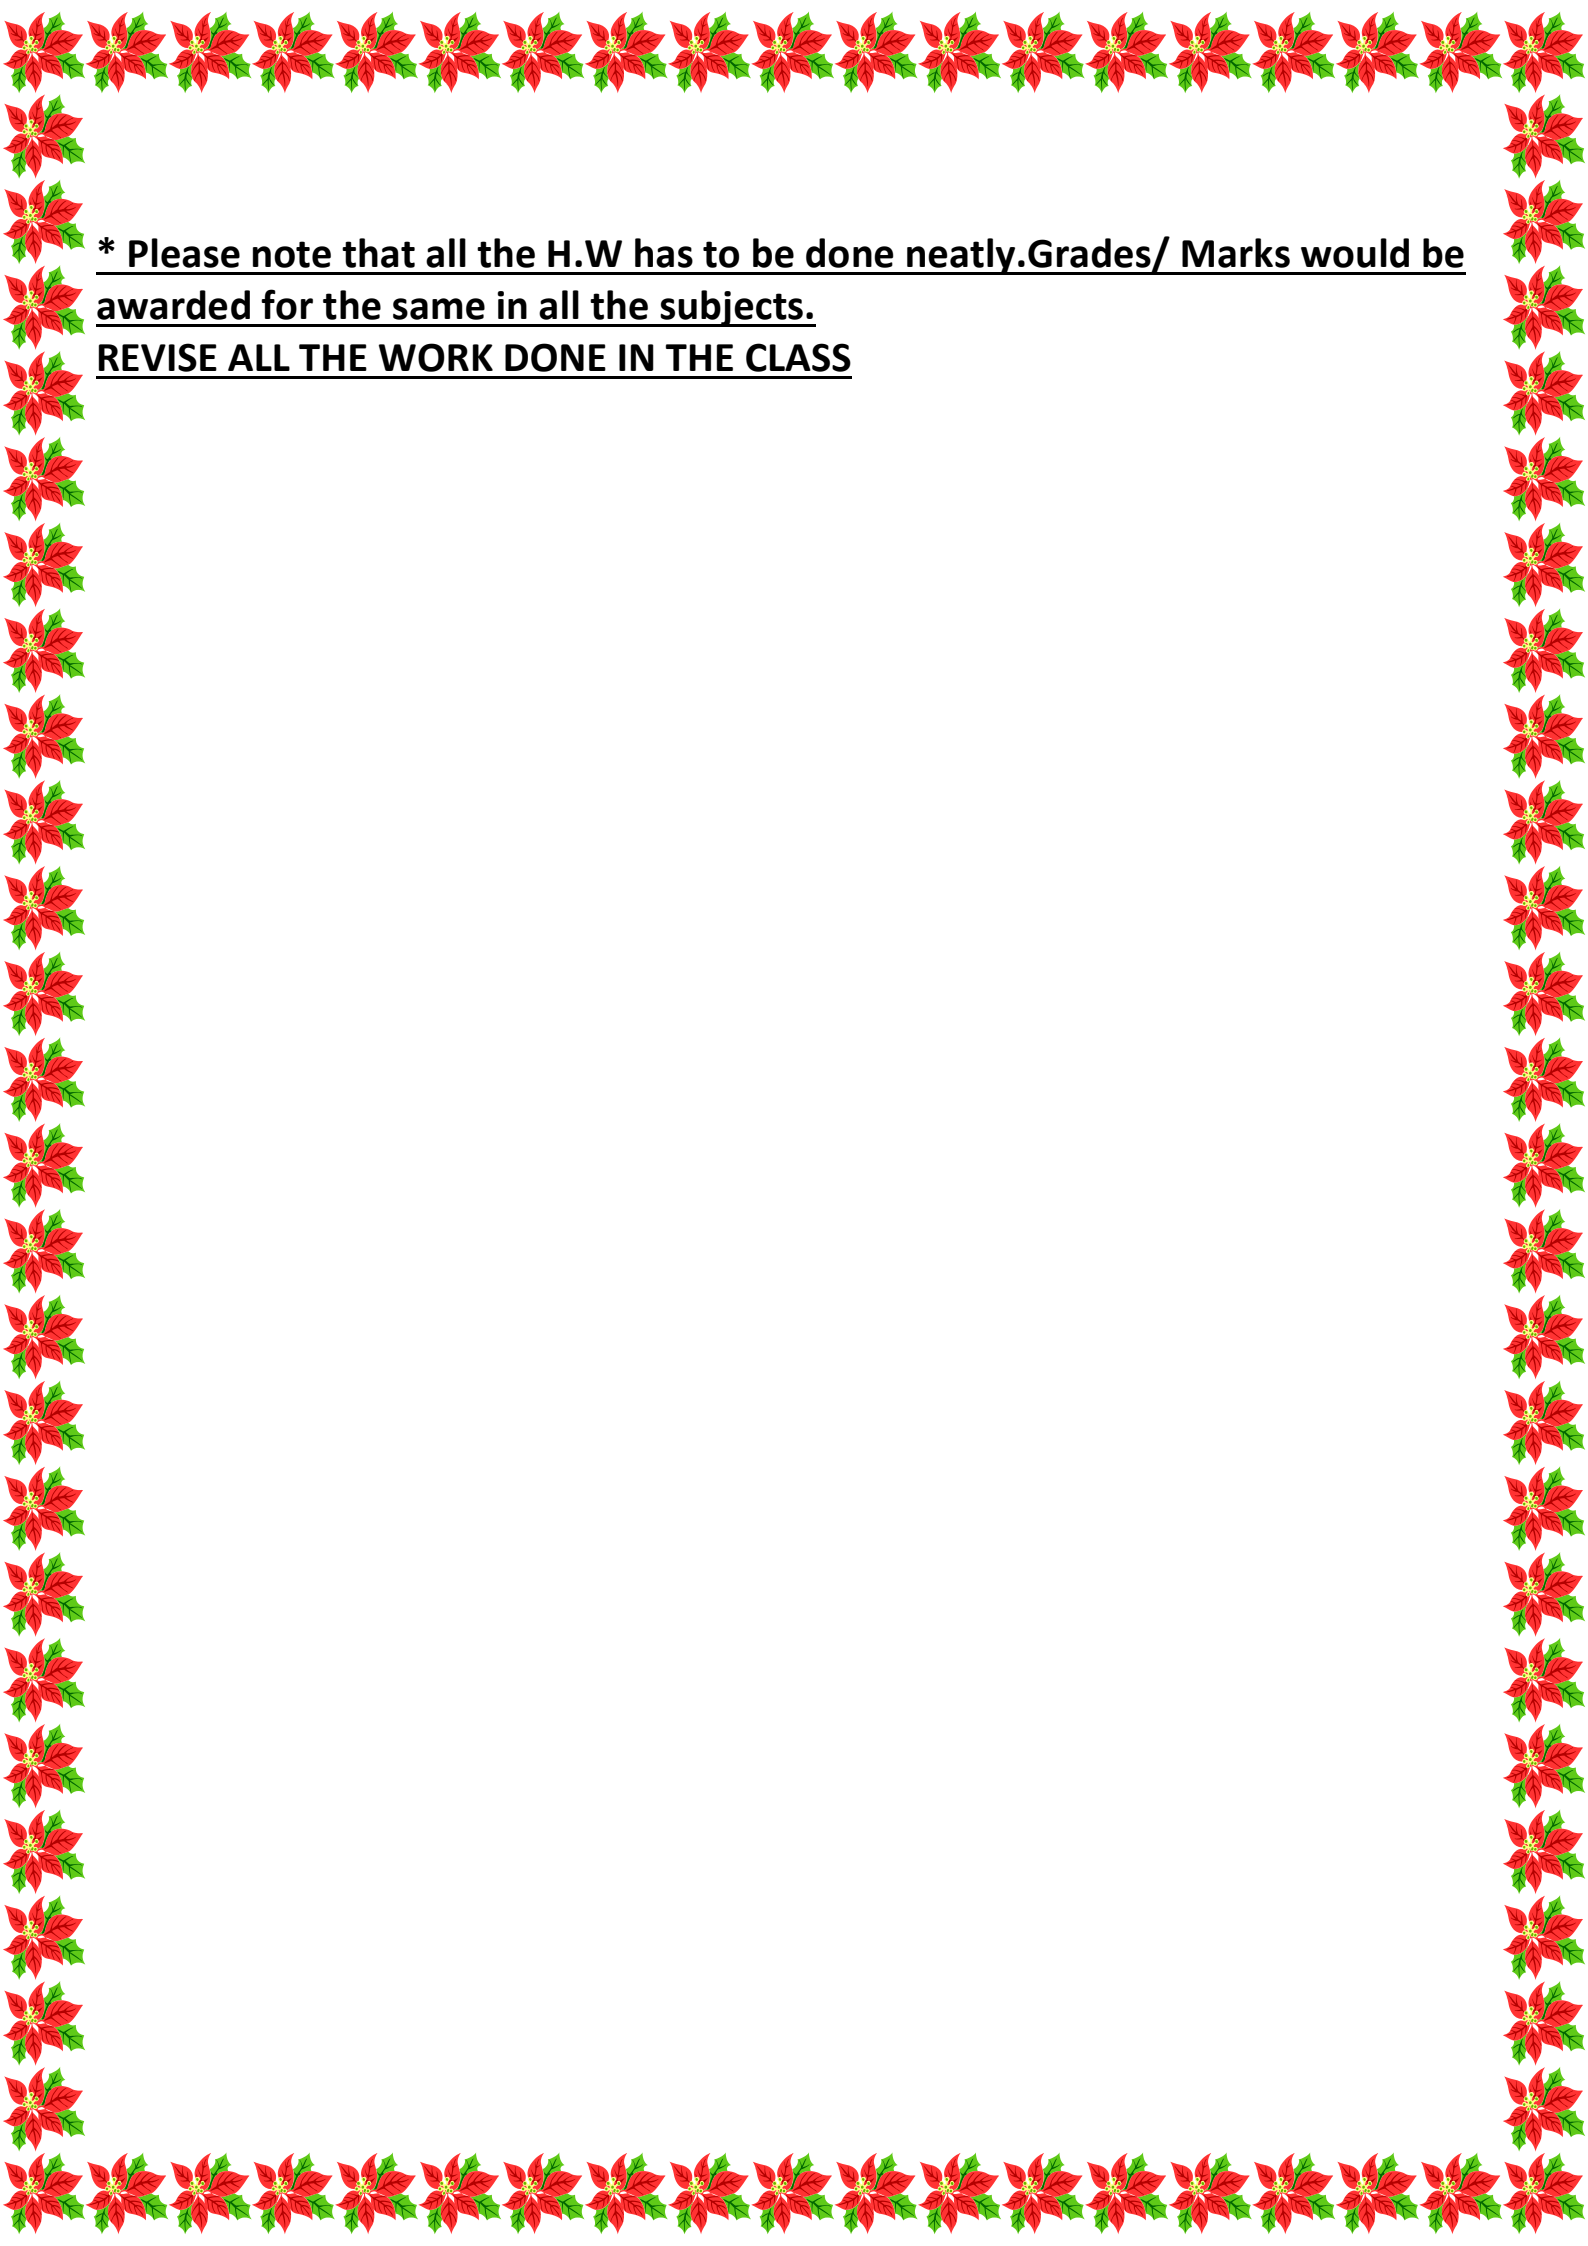 * Please note that all the H.W has to be done neatly.Grades/ Marks would be
awarded for the same in all the subjects.
REVISE ALL THE WORK DONE IN THE CLASS